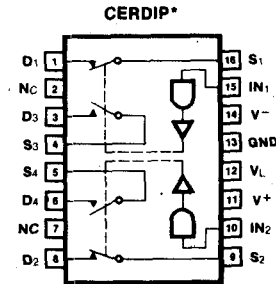 CERDIP*
D1 1
NC 2
D3 3
S3 4
S4 5
D4 6
NC 7
D2 8
16 S1
15 IN1
14 V−
13 GND
12 VL
11 V+
10 IN2
9 S2